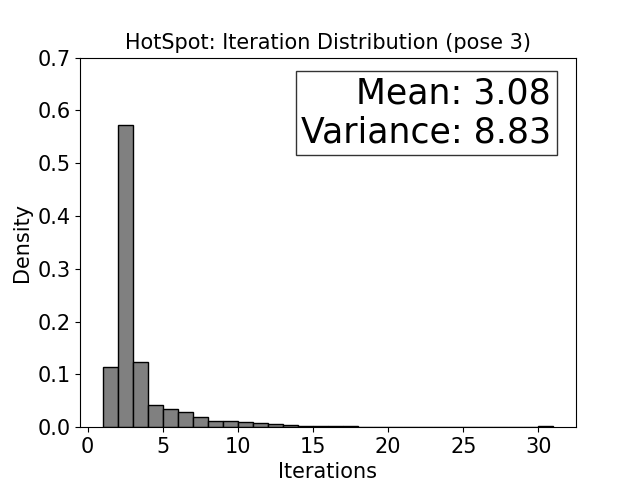 HotSpot: Iteration Distribution (pose 3)
Mean: 3.08
Variance: 8.83
Density
0.7
0.6
0.5
0.4
0.3
0.2
0.1
0.0
0 5 10 15 20 25 30
Iterations